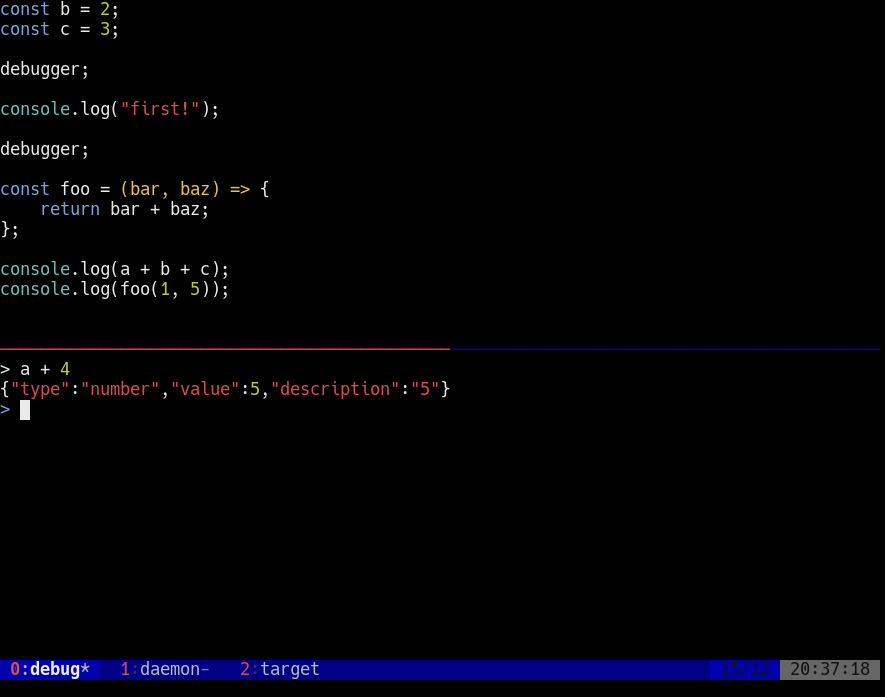 const b = 2;
const c = 3;
debugger;
console.log("first!");
debugger;
const foo = (bar, baz) => {
    return bar + baz;
};
console.log(a + b + c);
console.log(foo(1, 5));
> a + 4
{"type":"number","value":5,"description":"5"}
>
0:debug* 1:daemon- 2:target 15/12 20:37:18